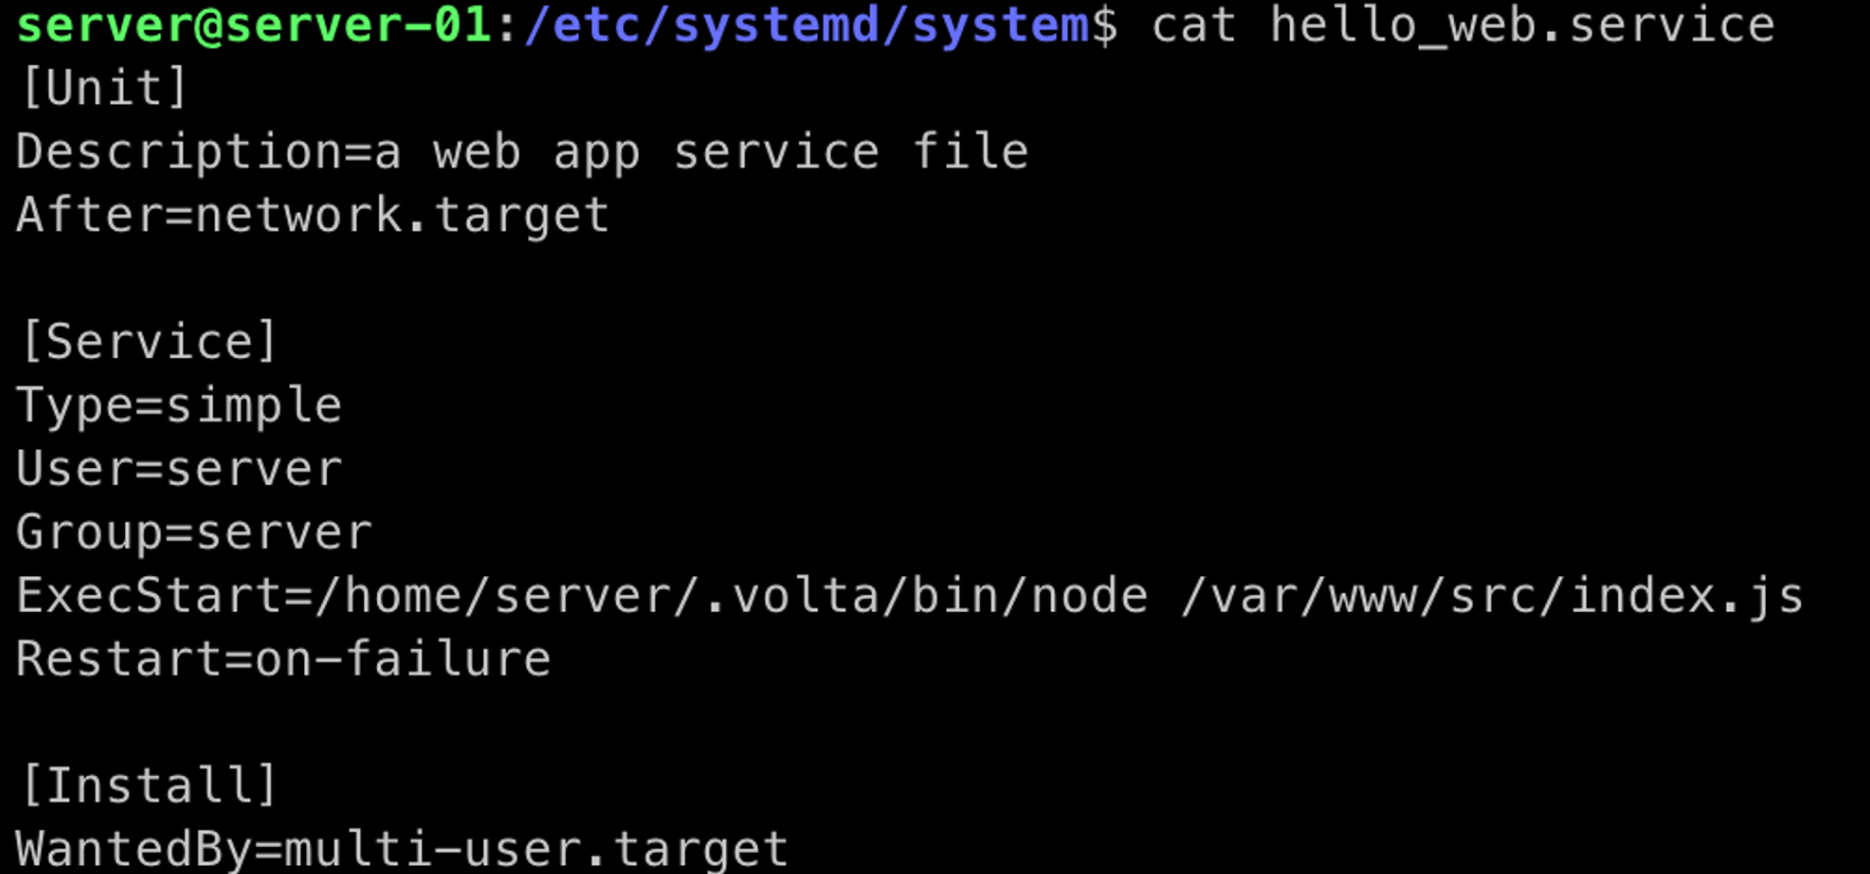 server@server-01:/etc/systemd/system$ cat hello_web.service
[Unit]
Description=a web app service file
After=network.target
[Service]
Type=simple
User=server
Group=server
ExecStart=/home/server/.volta/bin/node /var/www/src/index.js
Restart=on-failure
[Install]
WantedBy=multi-user.target